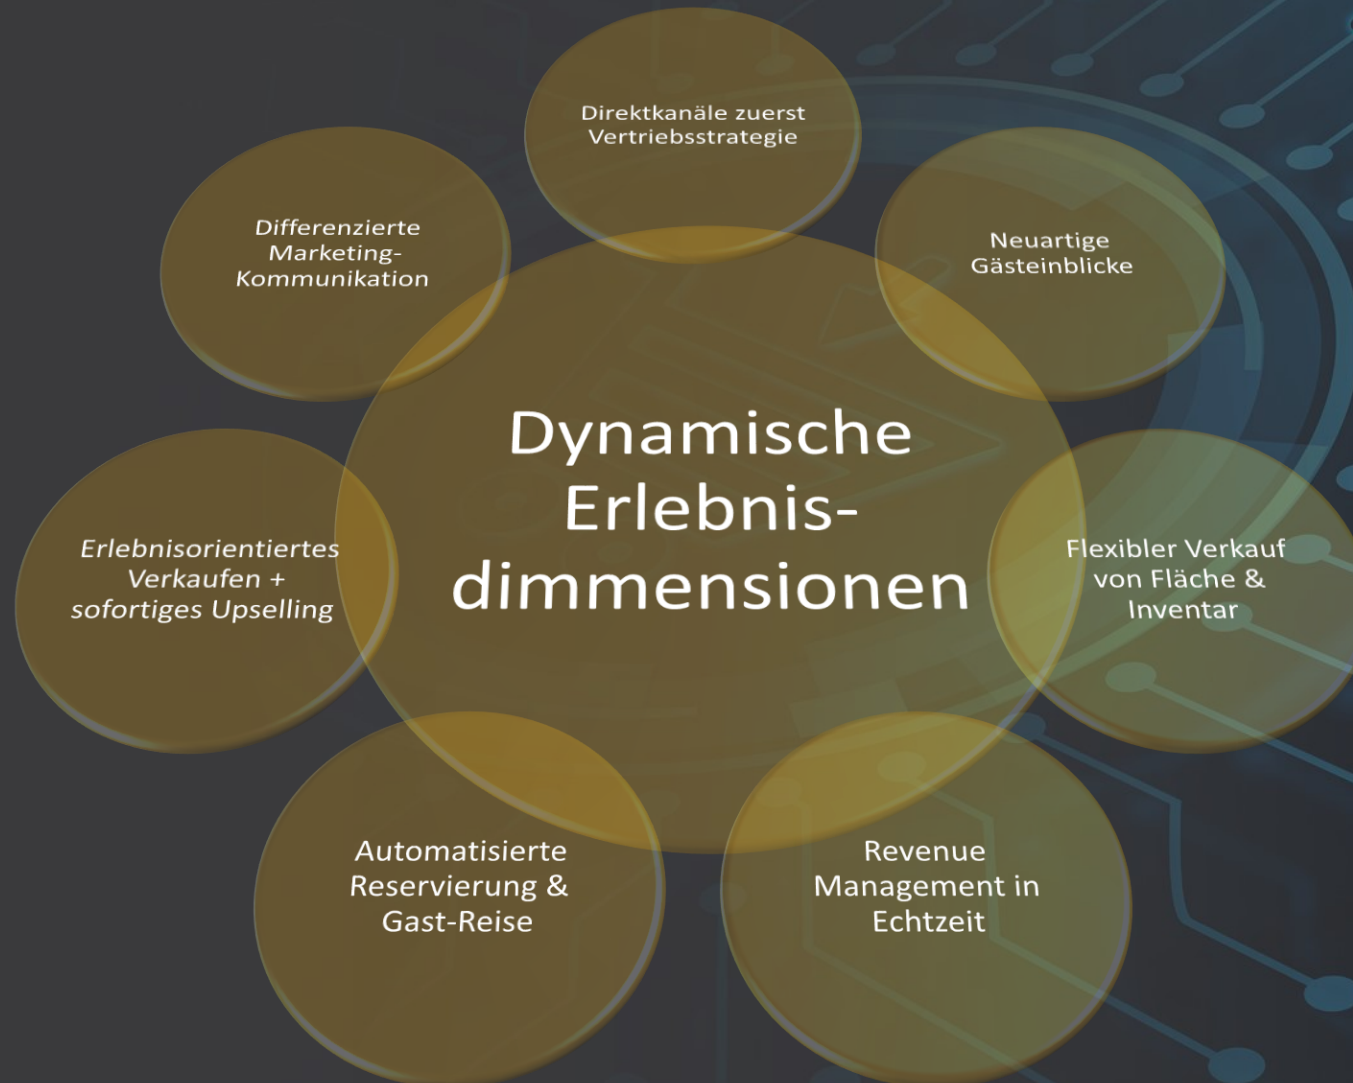 Direktkanäle zuerst
Vertriebsstrategie
Neuartige
Gästeinblicke
Flexibler Verkauf
von Fläche &
Inventar
Revenue
Management in
Echtzeit
Automatisierte
Reservierung &
Gast-Reise
Erlebnisorientiertes
Verkaufen +
sofortiges Upselling
Differenzierte
Marketing-
Kommunikation
Dynamische
Erlebnis-
dimmensionen